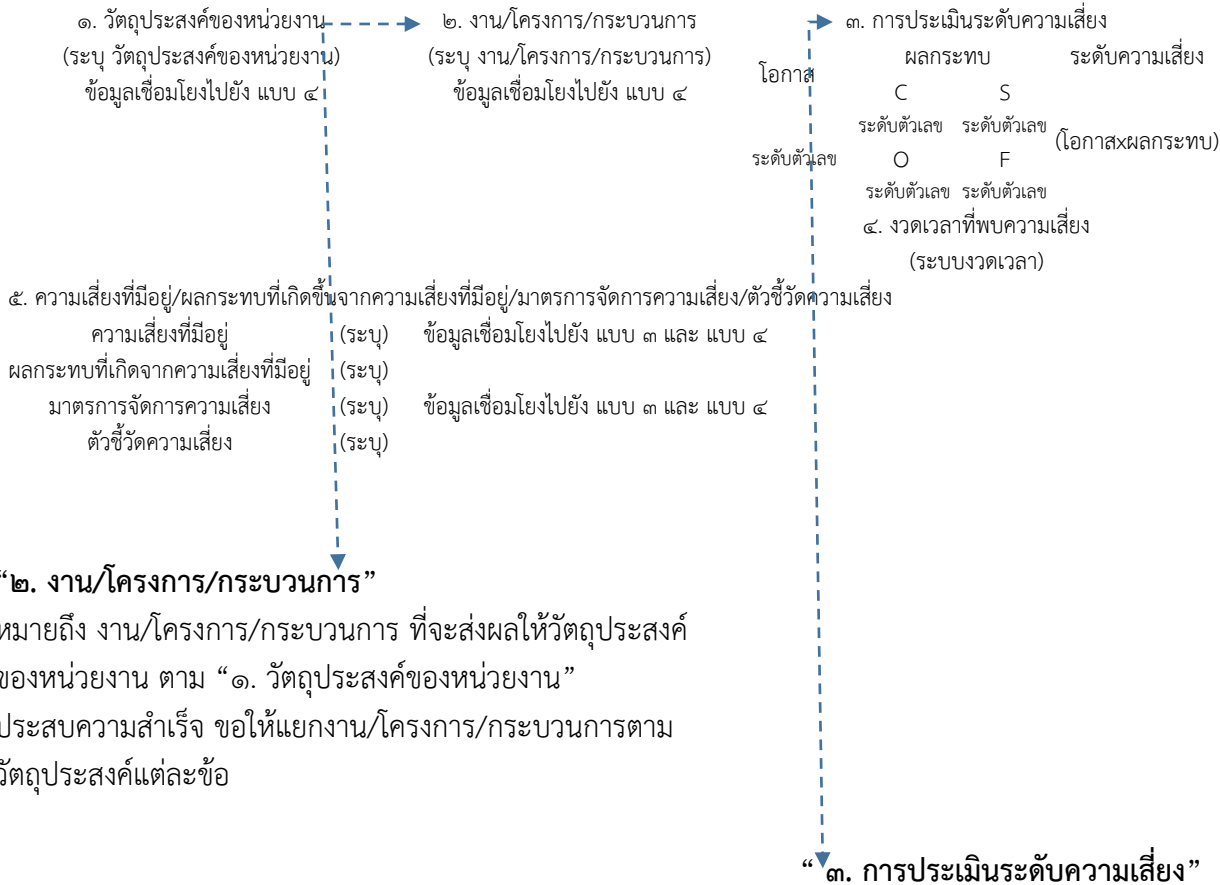 ๑. วัตถุประสงค์ของหน่วยงาน
(ระบุ วัตถุประสงค์ของหน่วยงาน)
ข้อมูลเชื่อมโยงไปยัง แบบ ๔
๒. งาน/โครงการ/กระบวนการ
(ระบุ งาน/โครงการ/กระบวนการ)
ข้อมูลเชื่อมโยงไปยัง แบบ ๔
๓. การประเมินระดับความเสี่ยง
โอกาส ผลกระทบ ระดับความเสี่ยง
C S
ระดับตัวเลข ระดับตัวเลข
ระดับตัวเลข O F (โอกาสxผลกระทบ)
ระดับตัวเลข ระดับตัวเลข
๔. งวดเวลาที่พบความเสี่ยง
(ระบบงวดเวลา)
๕. ความเสี่ยงที่มีอยู่/ผลกระทบที่เกิดขึ้นจากความเสี่ยงที่มีอยู่/มาตรการจัดการความเสี่ยง/ตัวชี้วัดความเสี่ยง
ความเสี่ยงที่มีอยู่ (ระบุ) ข้อมูลเชื่อมโยงไปยัง แบบ ๓ และ แบบ ๔
ผลกระทบที่เกิดจากความเสี่ยงที่มีอยู่ (ระบุ)
มาตรการจัดการความเสี่ยง (ระบุ) ข้อมูลเชื่อมโยงไปยัง แบบ ๓ และ แบบ ๔
ตัวชี้วัดความเสี่ยง (ระบุ)
“๒. งาน/โครงการ/กระบวนการ”
หมายถึง งาน/โครงการ/กระบวนการ ที่จะส่งผลให้วัตถุประสงค์
ของหน่วยงาน ตาม “๑. วัตถุประสงค์ของหน่วยงาน”
ประสบความสำเร็จ ขอให้แยกงาน/โครงการ/กระบวนการตาม
วัตถุประสงค์แต่ละข้อ
“ ๓. การประเมินระดับความเสี่ยง”